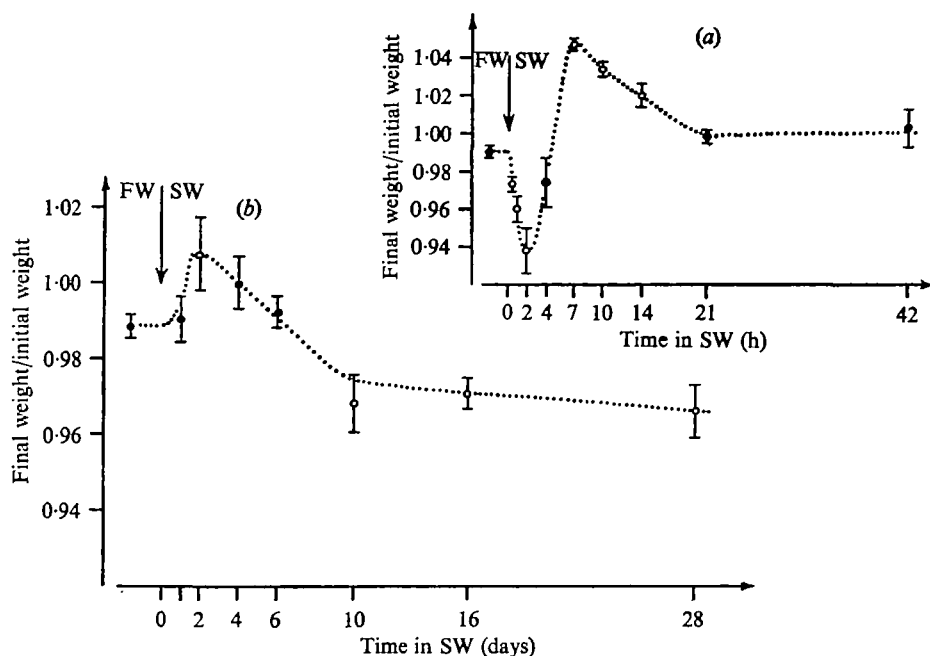 (a)
FW SW
1·04
1·02
1·00
0·98
0·96
0·94
Final weight/initial weight
0 2 4 7 10 14 21 42
Time in SW (h)
(b)
FW SW
1·02
1·00
0·98
0·96
0·94
Final weight/initial weight
0 2 4 6 10 16 28
Time in SW (days)